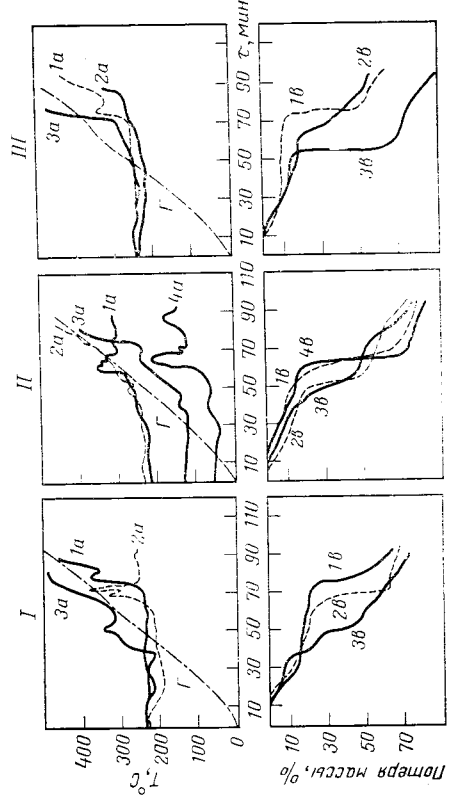 I
II
III
400
300
200
100
0
T, °C
3а
1а
2а
Г
2а
3а
1а
4а
Г
3а
1а
2а
Г
10 30 50 70 90 110
10 30 50 70 90 110
10 30 50 70 90 τ, мин
10
30
50
70
Потеря массы, %
1в
2в
3в
1в
4в
2в
3в
1в
2в
3в